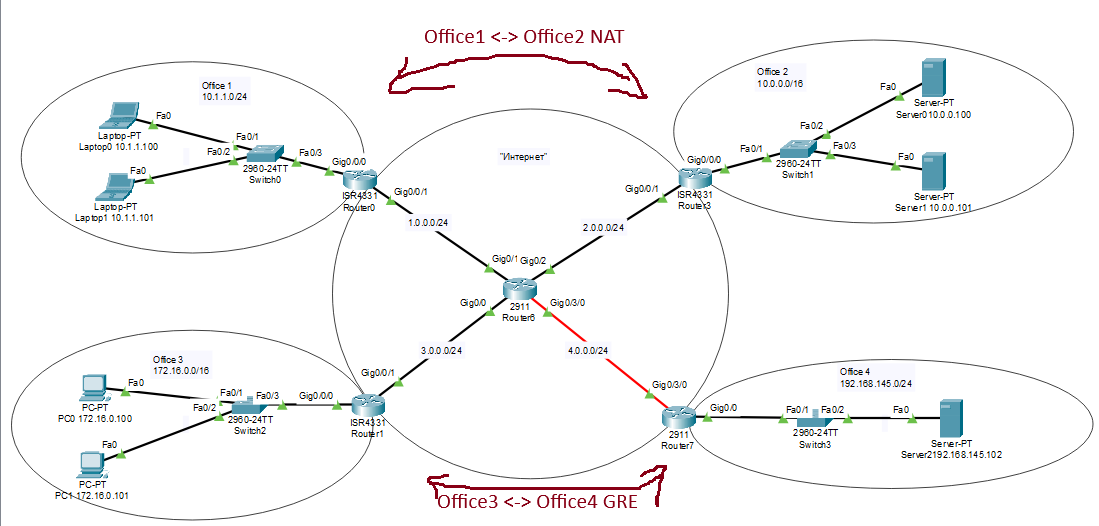 Office1 <-> Office2 NAT
Office 1
10.1.1.0/24
Fa0
Laptop-PT
Laptop0 10.1.1.100
Fa0/1
Fa0/2
Fa0/3
2960-24TT
Switch0
Fa0
Laptop-PT
Laptop1 10.1.1.101
Gig0/0/0
ISR4331
Router0
Gig0/0/1
1.0.0.0/24
"Интернет"
Office 2
10.0.0.0/16
Fa0
Server-PT
Server0 10.0.0.100
Fa0/2
Fa0/1
Fa0/3
2960-24TT
Switch1
Fa0
Server-PT
Server1 10.0.0.101
Gig0/0/0
Gig0/0/1
ISR4331
Router3
2.0.0.0/24
Gig0/1
Gig0/2
Gig0/0
2911
Router6
Gig0/3/0
3.0.0.0/24
4.0.0.0/24
Office 3
172.16.0.0/16
Fa0
PC-PT
PC0 172.16.0.100
Fa0/1
Fa0/2
Fa0/3
2960-24TT
Switch2
Fa0
PC-PT
PC1 172.16.0.101
Gig0/0/0
Gig0/0/1
ISR4331
Router1
Office 4
192.168.145.0/24
Gig0/3/0
Gig0/0
2911
Router7
Fa0/1
Fa0/2
2960-24TT
Switch3
Fa0
Server-PT
Server2192.168.145.102
Office3 <-> Office4 GRE